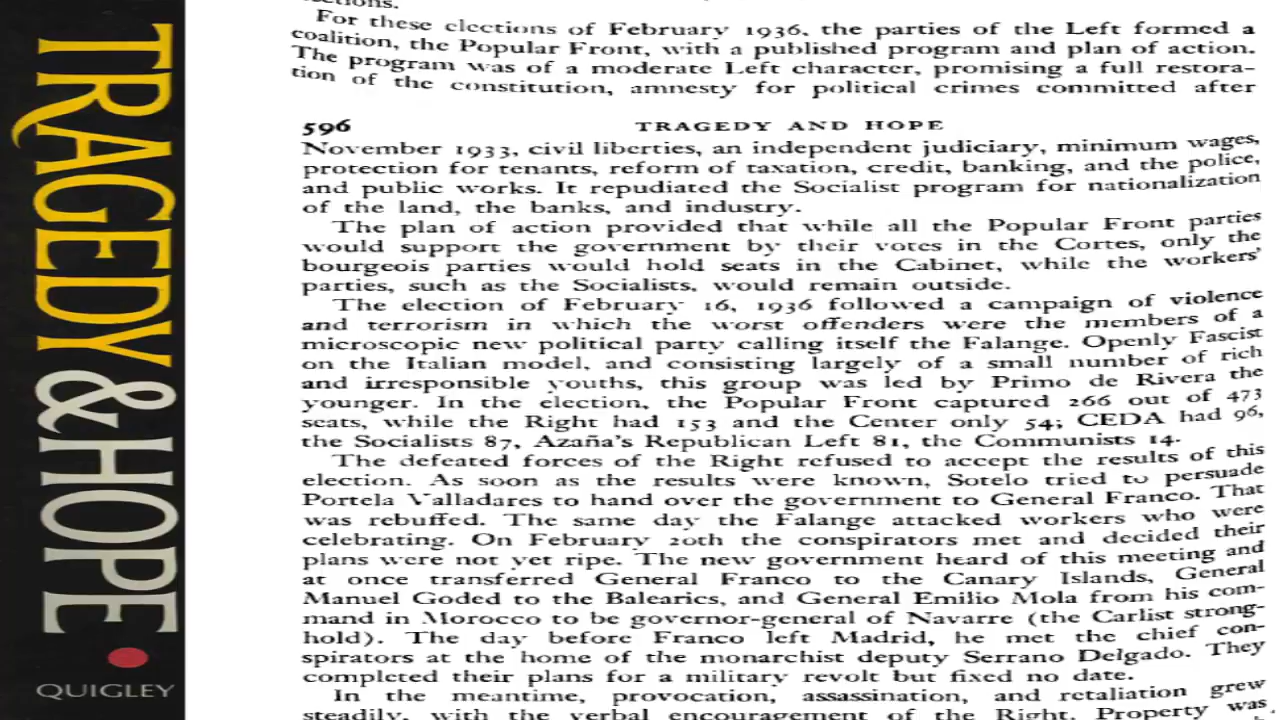 TRAGEDY & HOPE
QUIGLEY
For these elections of February 1936, the parties of the Left formed a
coalition, the Popular Front, with a published program and plan of action.
The program was of a moderate Left character, promising a full restora-
tion of the constitution, amnesty for political crimes committed after
596 TRAGEDY AND HOPE
November 1933, civil liberties, an independent judiciary, minimum wages,
protection for tenants, reform of taxation, credit, banking, and the police,
and public works. It repudiated the Socialist program for nationalization
of the land, the banks, and industry.
The plan of action provided that while all the Popular Front parties
would support the government by their votes in the Cortes, only the
bourgeois parties would hold seats in the Cabinet, while the workers'
parties, such as the Socialists, would remain outside.
The election of February 16, 1936 followed a campaign of violence
and terrorism in which the worst offenders were the members of a
microscopic new political party calling itself the Falange. Openly Fascist
on the Italian model, and consisting largely of a small number of rich
and irresponsible youths, this group was led by Primo de Rivera the
younger. In the election, the Popular Front captured 266 out of 473
seats, while the Right had 153 and the Center only 54; CEDA had 96,
the Socialists 87, Azaña's Republican Left 81, the Communists 14.
The defeated forces of the Right refused to accept the results of this
election. As soon as the results were known, Sotelo tried to persuade
Portela Valladares to hand over the government to General Franco. That
was rebuffed. The same day the Falange attacked workers who were
celebrating. On February 20th the conspirators met and decided their
plans were not yet ripe. The new government heard of this meeting and
at once transferred General Franco to the Canary Islands, General
Manuel Goded to the Balearics, and General Emilio Mola from his com-
mand in Morocco to be governor-general of Navarre (the Carlist strong-
hold). The day before Franco left Madrid, he met the chief con-
spirators at the home of the monarchist deputy Serrano Delgado. They
completed their plans for a military revolt but fixed no date.
In the meantime, provocation, assassination, and retaliation grew
steadily, with the verbal encouragement of the Right. Property was